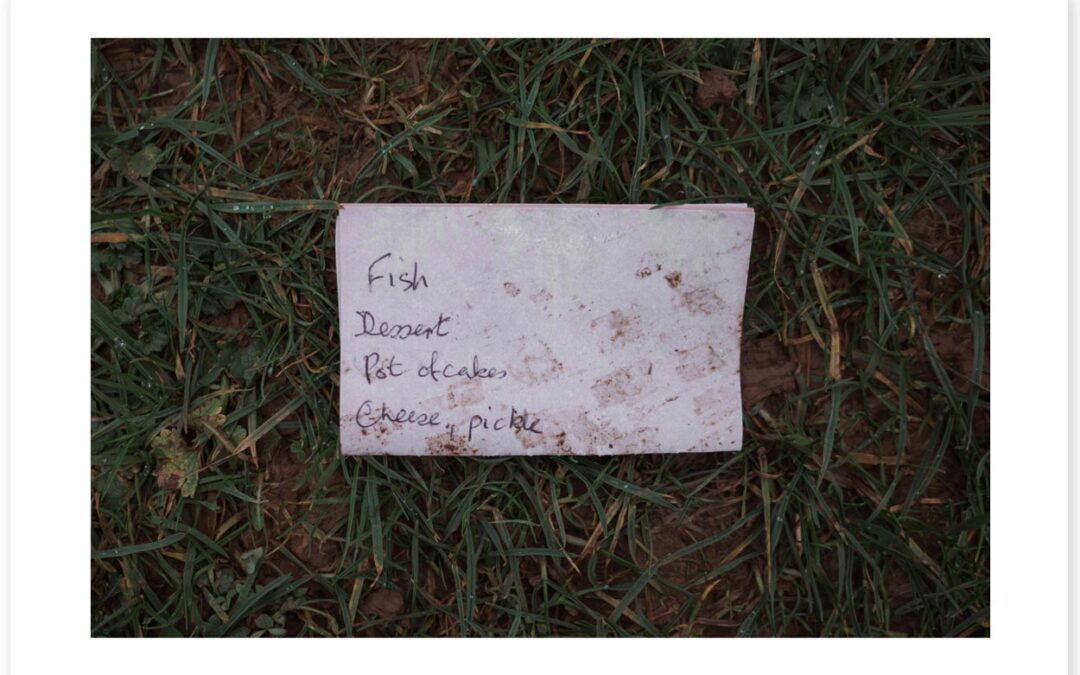 Fish
Dessert
Pot of cakes
Cheese, pickle